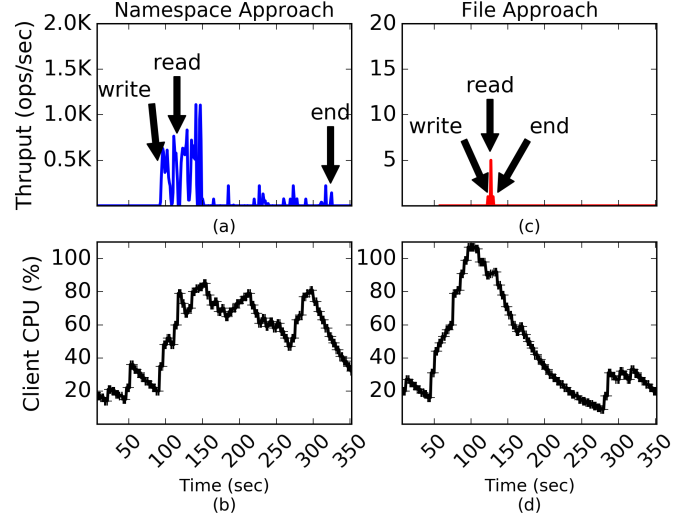 Namespace Approach
File Approach
Thruput (ops/sec)
2.0K
1.5K
1.0K
0.5K
write
read
end
(a)
20
15
10
5
write
read
end
(c)
Client CPU (%)
100
80
60
40
20
50 100 150 200 250 300 350
Time (sec)
(b)
100
80
60
40
20
50 100 150 200 250 300 350
Time (sec)
(d)